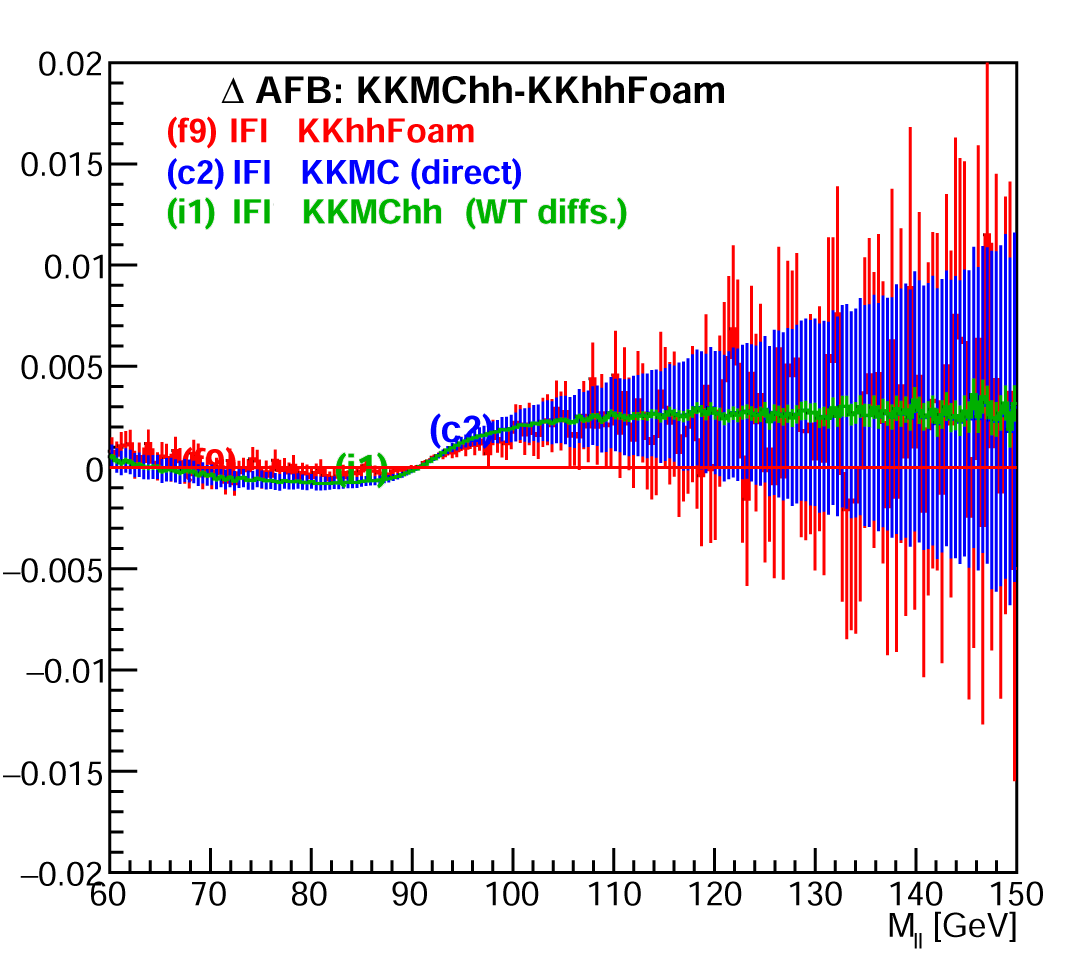 Δ AFB: KKMChh-KKhhFoam
(f9) IFI KKhhFoam
(c2) IFI KKMC (direct)
(i1) IFI KKMChh (WT diffs.)
0.02
0.015
0.01
0.005
0
−0.005
−0.01
−0.015
−0.02
(c2)
(f9)
(i1)
60 70 80 90 100 110 120 130 140 150
M_ll [GeV]